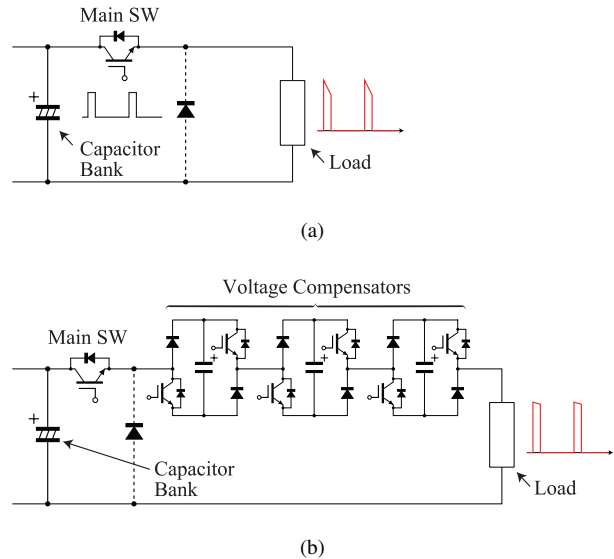 Main SW
+
Capacitor
Bank
Load
(a)
Voltage Compensators
Main SW
+
+
+
+
Capacitor
Bank
Load
(b)